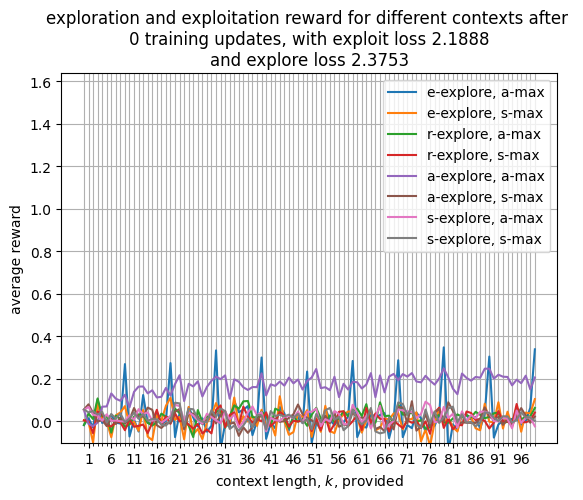 exploration and exploitation reward for different contexts after
0 training updates, with exploit loss 2.1888
and explore loss 2.3753
1.6
1.4
1.2
1.0
0.8
0.6
0.4
0.2
0.0
average reward
e-explore, a-max
e-explore, s-max
r-explore, a-max
r-explore, s-max
a-explore, a-max
a-explore, s-max
s-explore, a-max
s-explore, s-max
1 6 11 16 21 26 31 36 41 46 51 56 61 66 71 76 81 86 91 96
context length, k, provided